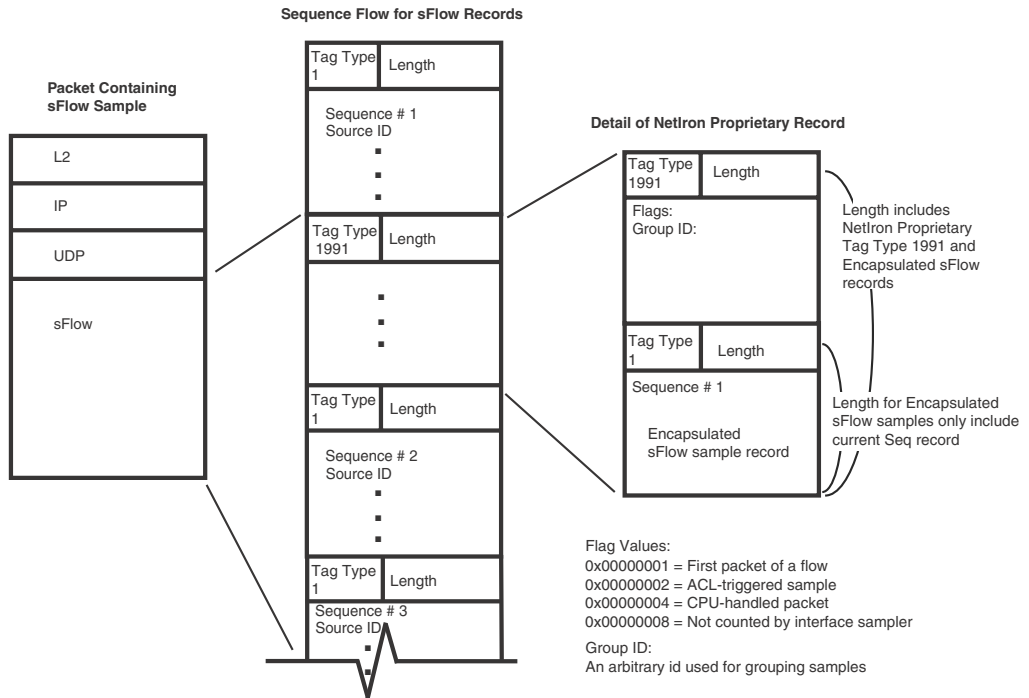 Sequence Flow for sFlow Records
Packet Containing
sFlow Sample
L2
IP
UDP
sFlow
Tag Type
1
Length
Sequence # 1
Source ID
Tag Type
1991
Length
Tag Type
1
Length
Sequence # 2
Source ID
Tag Type
1
Length
Sequence # 3
Source ID
Detail of NetIron Proprietary Record
Tag Type
1991
Length
Flags:
Group ID:
Tag Type
1
Length
Sequence # 1
Encapsulated
sFlow sample record
Length includes
NetIron Proprietary
Tag Type 1991 and
Encapsulated sFlow
records
Length for Encapsulated
sFlow samples only include
current Seq record
Flag Values:
0x00000001 = First packet of a flow
0x00000002 = ACL-triggered sample
0x00000004 = CPU-handled packet
0x00000008 = Not counted by interface sampler
Group ID:
An arbitrary id used for grouping samples